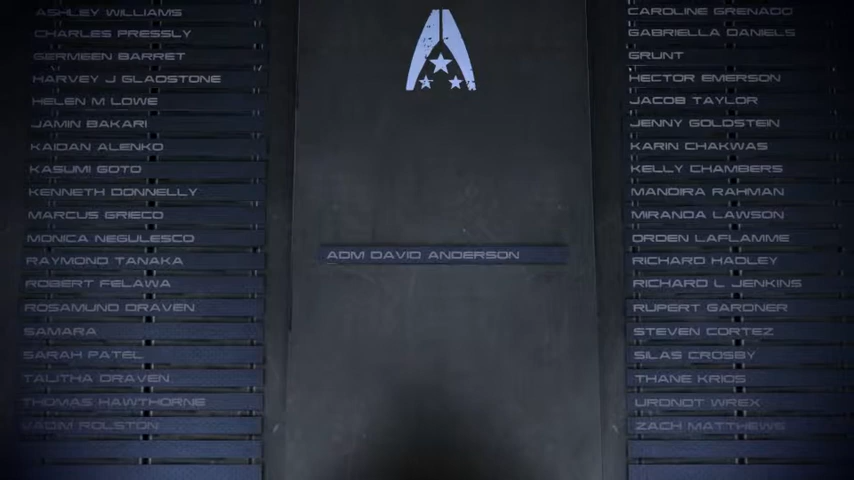 ASHLEY WILLIAMS
CHARLES PRESSLY
GERMEEN BARRET
HARVEY J GLADSTONE
HELEN M LOWE
JAMIN BAKARI
KAIDAN ALENKO
KASUMI GOTO
KENNETH DONNELLY
MARCUS GRIECO
MONICA NEGULESCO
RAYMOND TANAKA
ROBERT FELAWA
ROSAMUND DRAVEN
SAMARA
SARAH PATEL
TALITHA DRAVEN
THOMAS HAWTHORNE
VADIM ROLSTON
ADM DAVID ANDERSON
CAROLINE GRENADO
GABRIELLA DANIELS
GRUNT
HECTOR EMERSON
JACOB TAYLOR
JENNY GOLDSTEIN
KARIN CHAKWAS
KELLY CHAMBERS
MANDIRA RAHMAN
MIRANDA LAWSON
ORDEN LAFLAMME
RICHARD HADLEY
RICHARD L JENKINS
RUPERT GARDNER
STEVEN CORTEZ
SILAS CROSBY
THANE KRIOS
URDNOT WREX
ZACH MATTHEWS